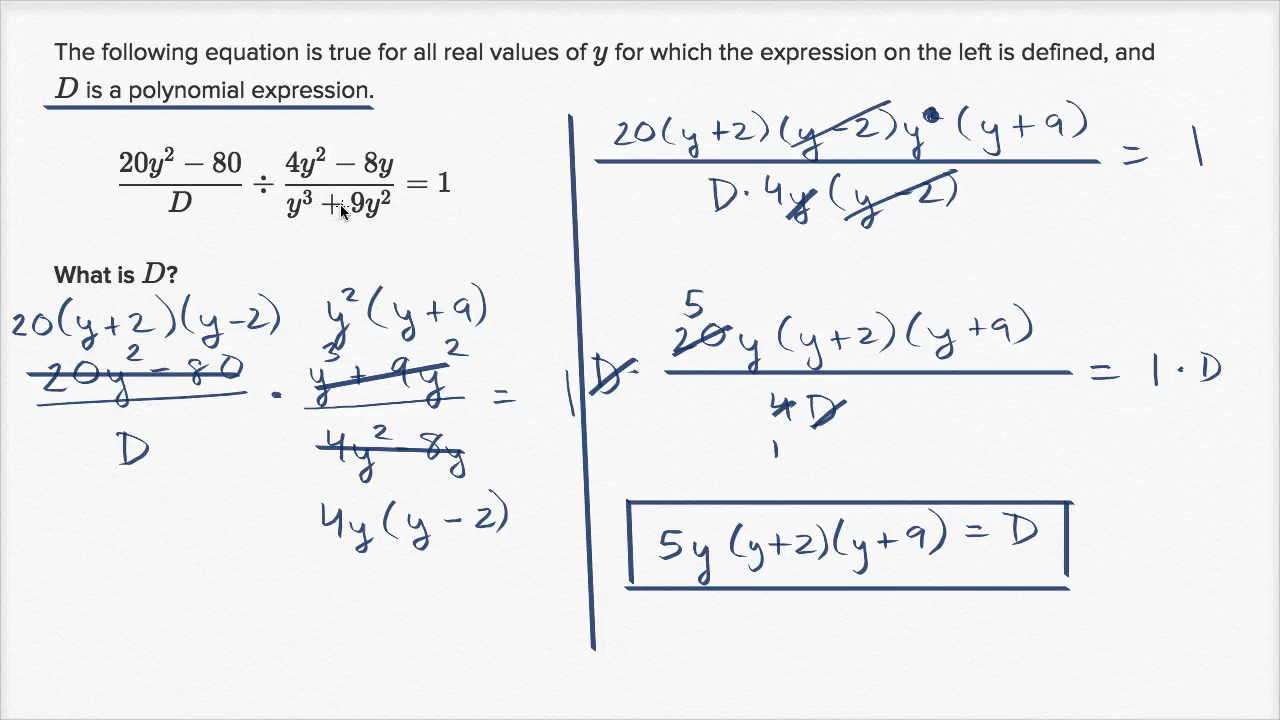 The following equation is true for all real values of y for which the expression on the left is defined, and
D is a polynomial expression.
20y² − 80
D
÷
4y² − 8y
y³ + 9y²
= 1
What is D?
20(y+2)(y−2)
20y² − 80
D
·
y²(y+9)
y³ + 9y²
4y² 8y
4y(y−2)
= 1
20(y+2)(y−2)y (y+9)
D· 4y(y−2)
= 1
5
D· 20y(y+2)(y+9)
4D
1
= 1·D
5y(y+2)(y+9) = D